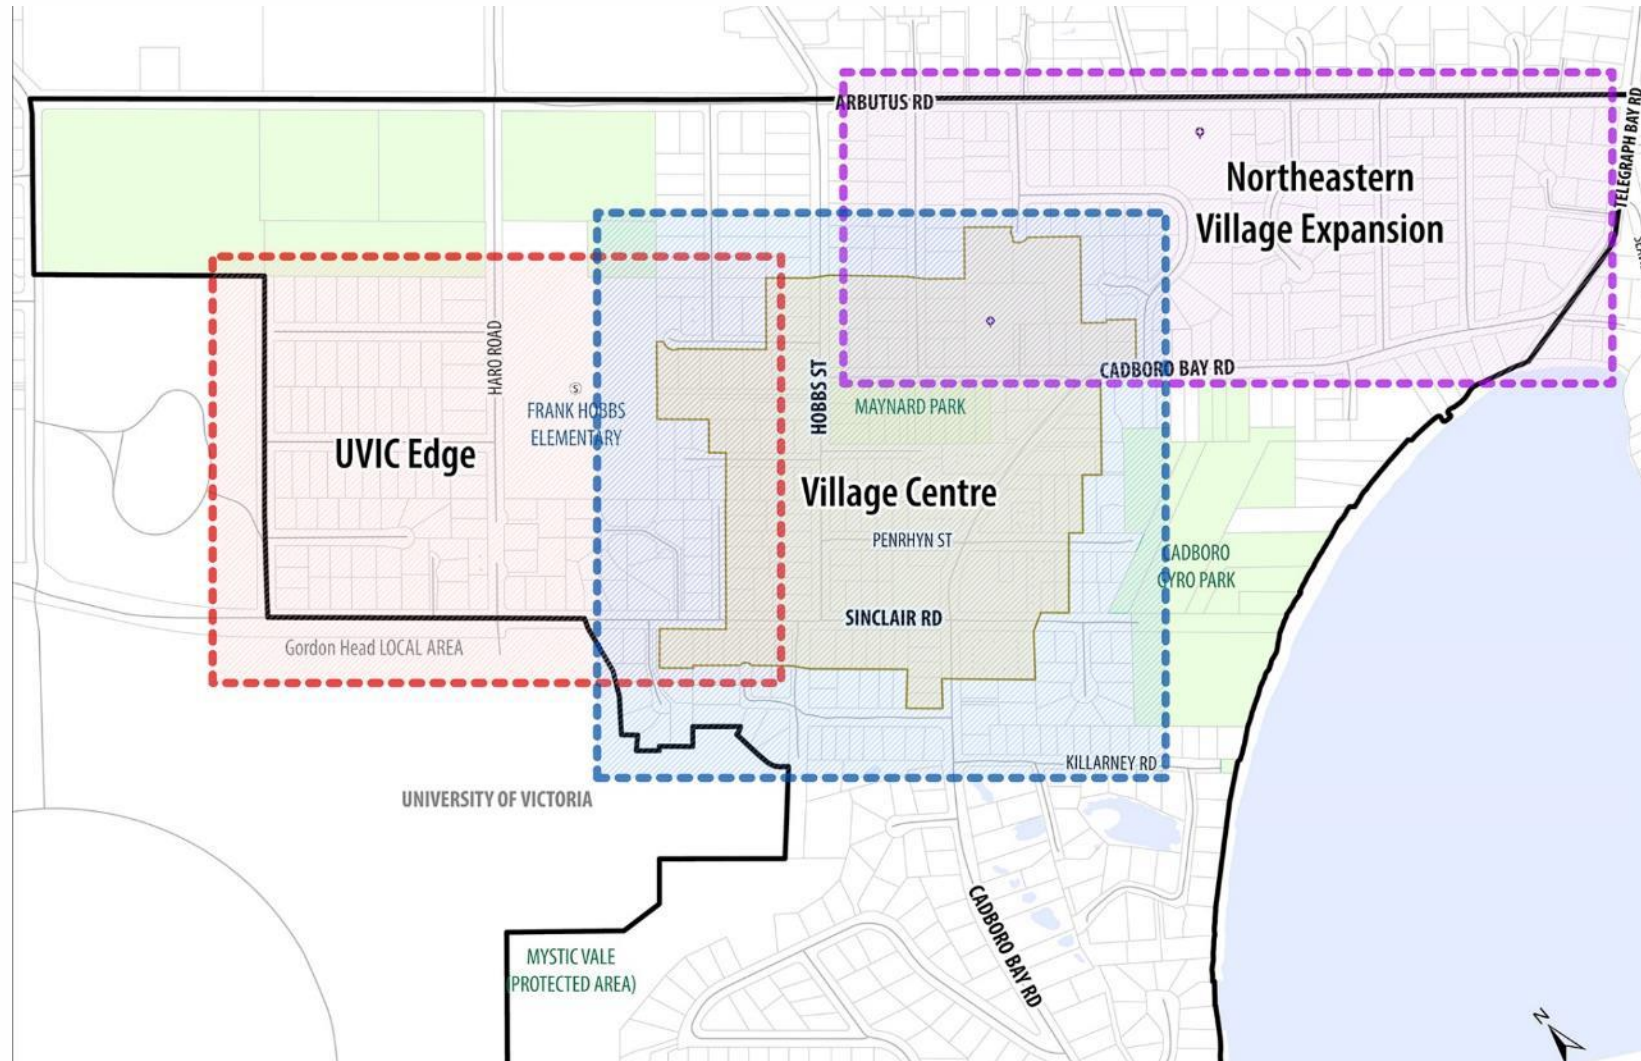 ARBUTUS RD
TELEGRAPH BAY RD
Northeastern
Village Expansion
HARO ROAD
HOBBS ST
CADBORO BAY RD
S
FRANK HOBBS
ELEMENTARY
MAYNARD PARK
UVIC Edge
Village Centre
PENRHYN ST
CADBORO
GYRO PARK
SINCLAIR RD
Gordon Head LOCAL AREA
KILLARNEY RD
UNIVERSITY OF VICTORIA
CADBORO BAY RD
MYSTIC VALE
(PROTECTED AREA)
N